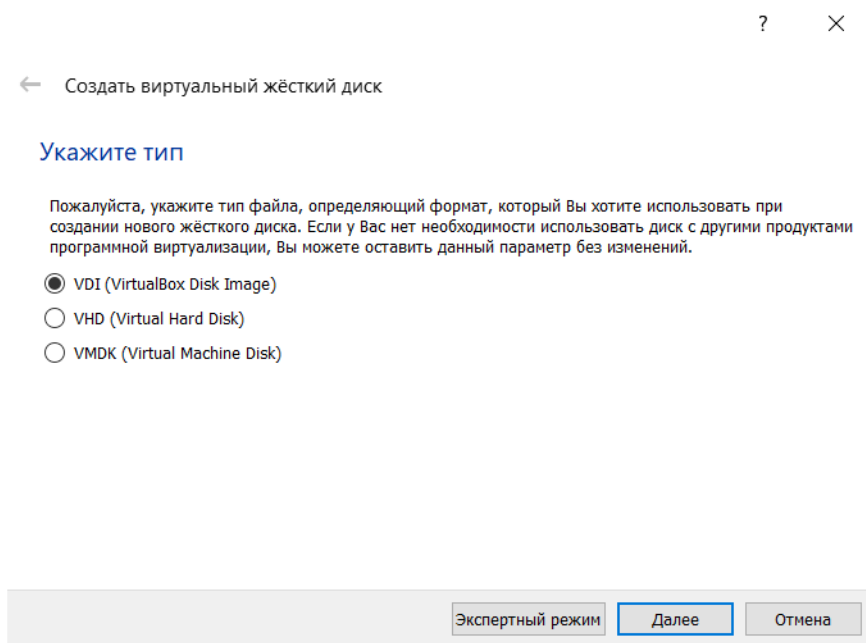 ?
Создать виртуальный жёсткий диск
Укажите тип
Пожалуйста, укажите тип файла, определяющий формат, который Вы хотите использовать при
создании нового жёсткого диска. Если у Вас нет необходимости использовать диск с другими продуктами
программной виртуализации, Вы можете оставить данный параметр без изменений.
VDI (VirtualBox Disk Image)
VHD (Virtual Hard Disk)
VMDK (Virtual Machine Disk)
Экспертный режим Далее Отмена